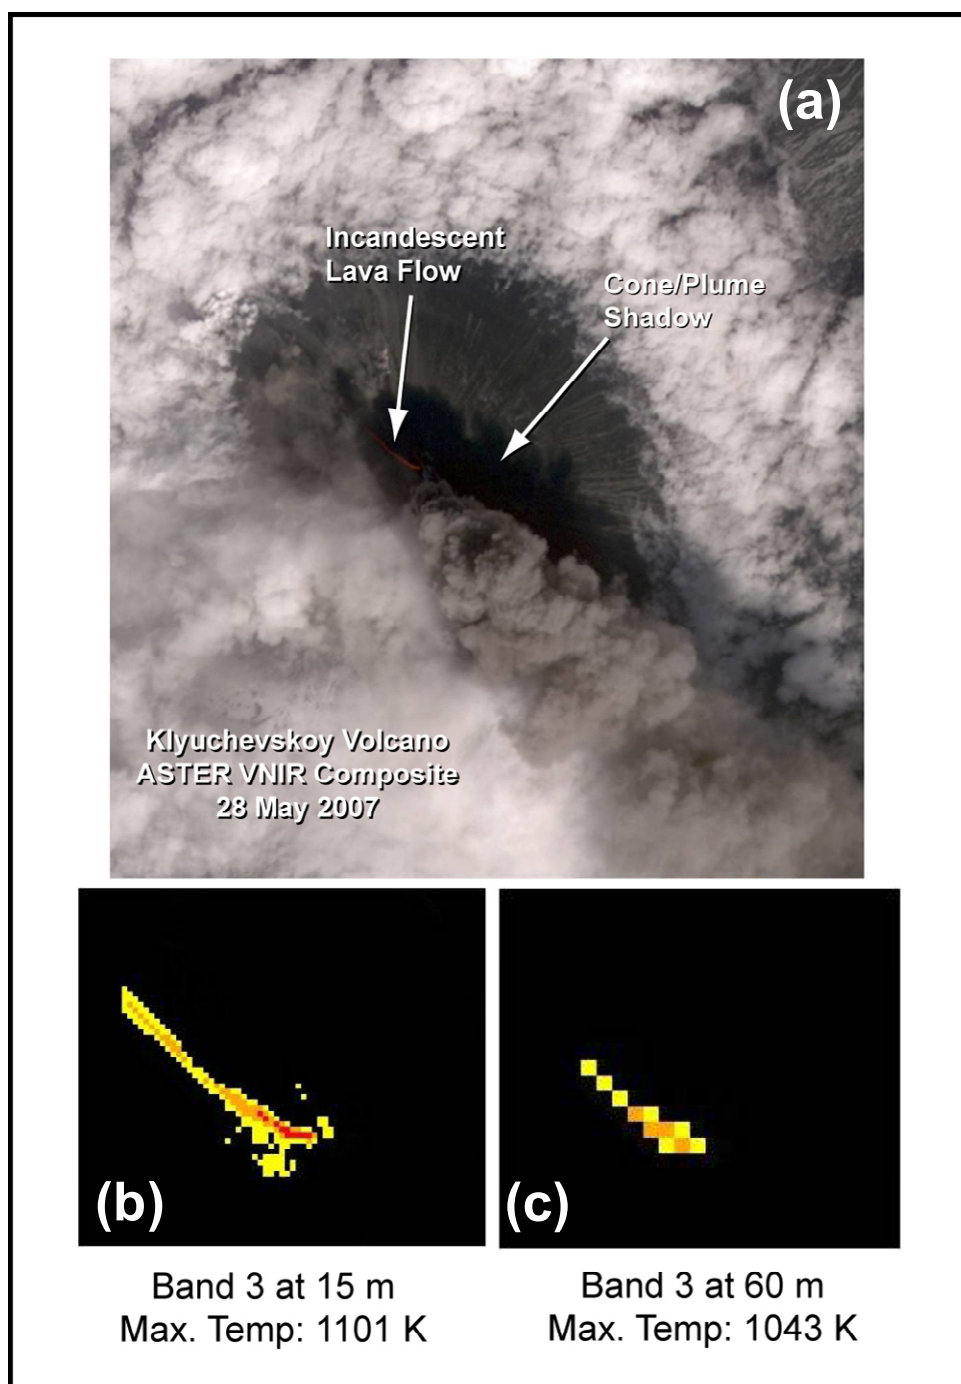 (a)
Incandescent
Lava Flow
Cone/Plume
Shadow
Klyuchevskoy Volcano
ASTER VNIR Composite
28 May 2007
(b)
(c)
Band 3 at 15 m
Max. Temp: 1101 K
Band 3 at 60 m
Max. Temp: 1043 K